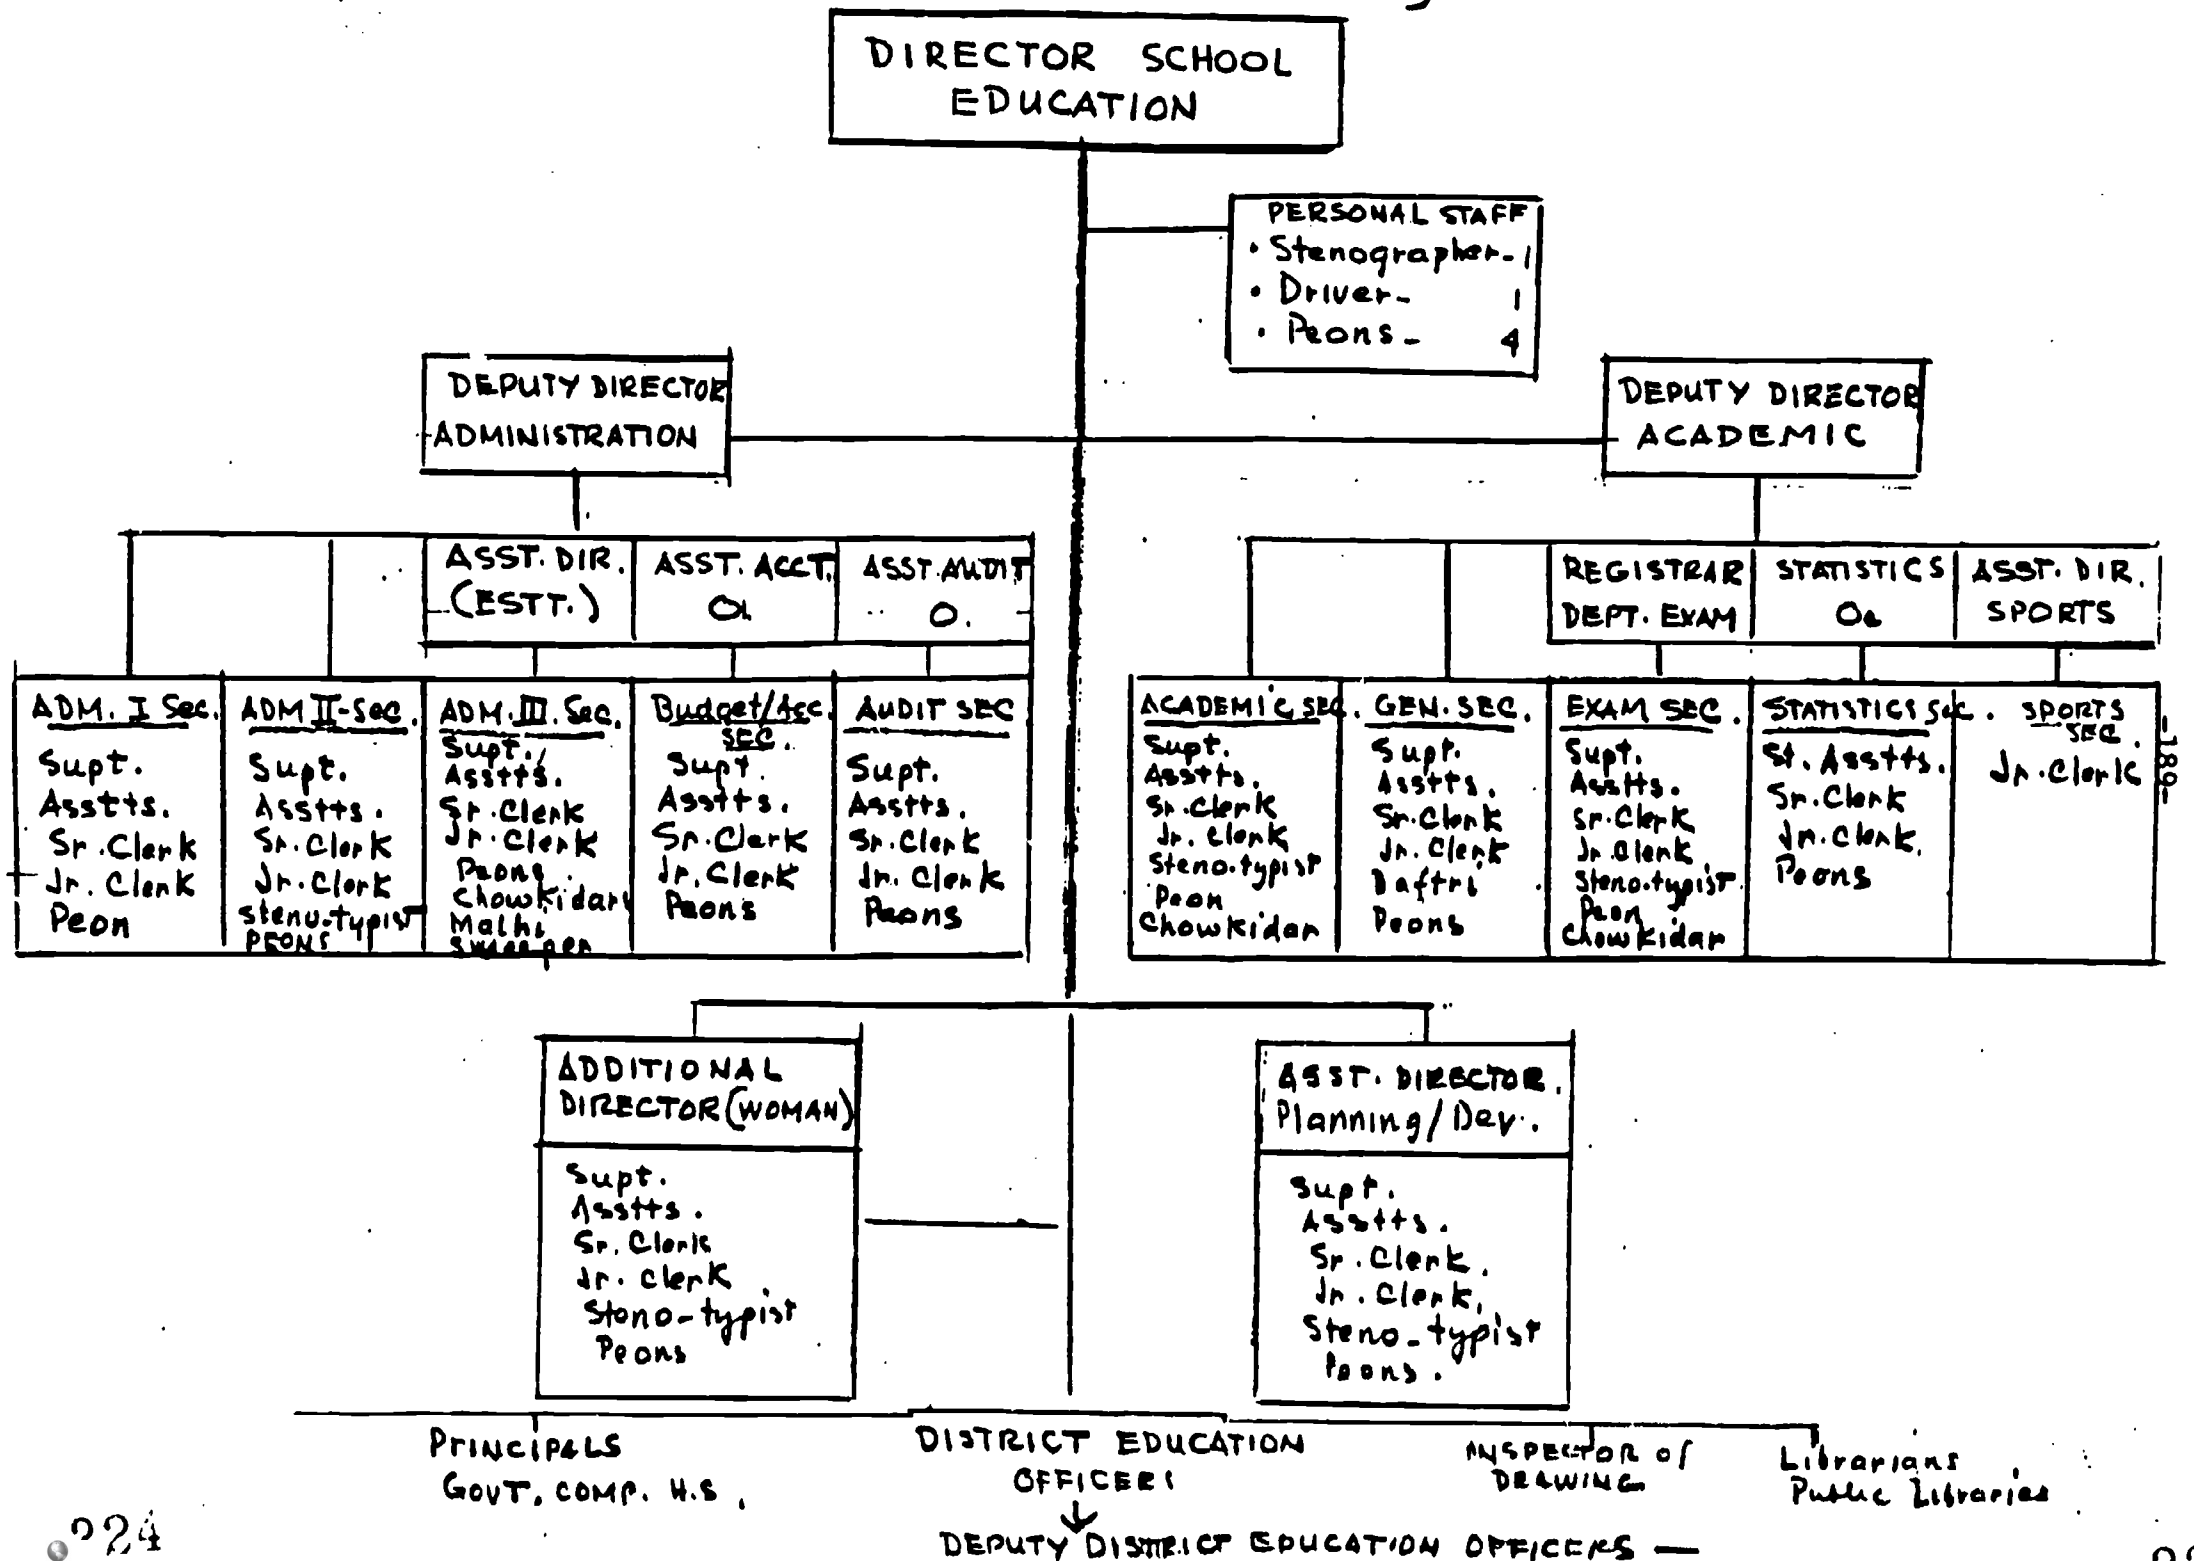 DIRECTOR SCHOOL
EDUCATION
PERSONAL STAFF
• Stenographer - 1
• Driver - 1
• Peons - 4
DEPUTY DIRECTOR
ADMINISTRATION
DEPUTY DIRECTOR
ACADEMIC
ASST. DIR.
(ESTT.)
ASST. ACCT.
O.
ASST. AUDIT
O.
REGISTRAR
DEPT. EXAM
STATISTICS
O.
ASST. DIR.
SPORTS
ADM. I Sec.
Supt.
Asstts.
Sr. Clerk
Jr. Clerk
Peon
ADM II-Sec.
Supt.
Asstts.
Sr. Clerk
Jr. Clerk
Steno-typist
PEONS
ADM. III. Sec.
Supt.
Asstts.
Sr. Clerk
Jr. Clerk
Peons.
Chowkidars
Malhi
Sweeper
Budget/Acc.
SEC.
Supt.
Asstts.
Sr. Clerk
Jr. Clerk
Peons
AUDIT SEC
Supt.
Asstts.
Sr. Clerk
Jr. Clerk
Peons
ACADEMIC SEC.
Supt.
Asstts.
Sr. Clerk
Jr. Clerk
Steno-typist
Peon
Chowkidar
GEN. SEC.
Supt.
Asstts.
Sr. Clerk
Jr. Clerk
Daftri
Peons
EXAM SEC.
Supt.
Asstts.
Sr. Clerk
Jr. Clerk
Steno-typist
Peon
Chowkidar
STATISTICS Sec.
St. Asstts.
Sr. Clerk
Jr. Clerk.
Peons
SPORTS
SEC.
Jr. Clerk
-189-
ADDITIONAL
DIRECTOR (WOMAN)
Supt.
Asstts.
Sr. Clerk
Jr. Clerk
Steno-typist
Peons
ASST. DIRECTOR.
Planning/Dev.
Supt.
Asstts.
Sr. Clerk.
Jr. Clerk.
Steno-typist
Peons.
PRINCIPALS
GOVT. COMP. H.S.
DISTRICT EDUCATION
OFFICERS
↓
DEPUTY DISTRICT EDUCATION OFFICERS —
INSPECTOR of
DRAWING
Librarians
Public Libraries
224